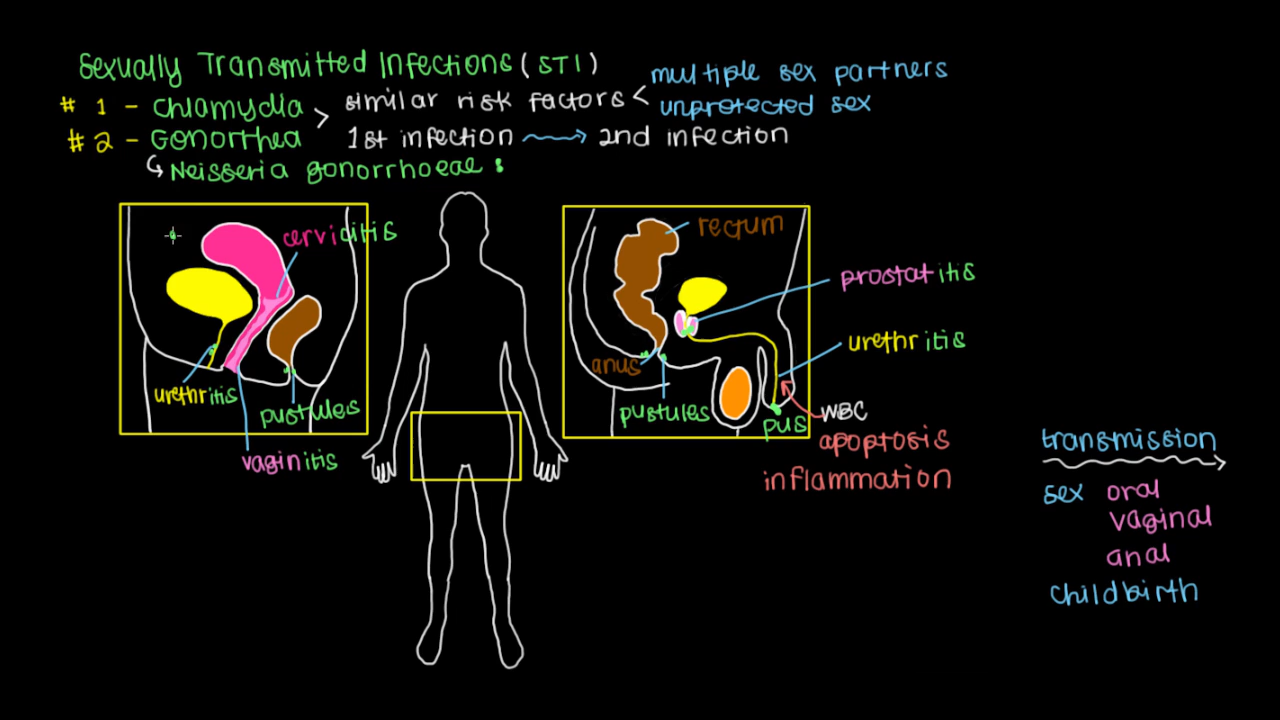 Sexually Transmitted Infections (STI)
# 1 - Chlamydia > similar risk factors < multiple sex partners
unprotected sex
# 2 - Gonorrhea 1st infection → 2nd infection
↳ Neisseria gonorrhoeae :
cervicitis
urethritis
pustules
vaginitis
rectum
prostatitis
urethritis
anus
pustules
pus
WBC
apoptosis
inflammation
transmission
sex oral
vaginal
anal
childbirth